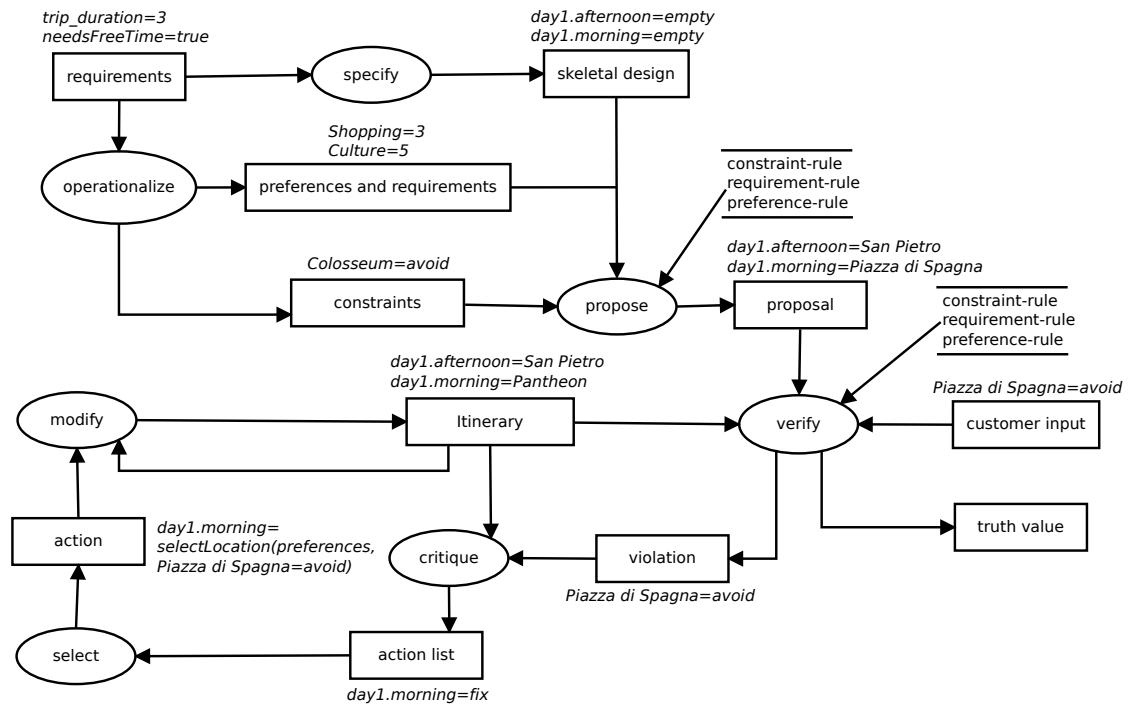 trip_duration=3
needsFreeTime=true
requirements
specify
day1.afternoon=empty
day1.morning=empty
skeletal design
Shopping=3
Culture=5
operationalize
preferences and requirements
constraint-rule
requirement-rule
preference-rule
Colosseum=avoid
constraints
propose
day1.afternoon=San Pietro
day1.morning=Piazza di Spagna
proposal
constraint-rule
requirement-rule
preference-rule
day1.afternoon=San Pietro
day1.morning=Pantheon
modify
Itinerary
verify
Piazza di Spagna=avoid
customer input
action
day1.morning=
selectLocation(preferences,
Piazza di Spagna=avoid)
critique
violation
Piazza di Spagna=avoid
truth value
select
action list
day1.morning=fix